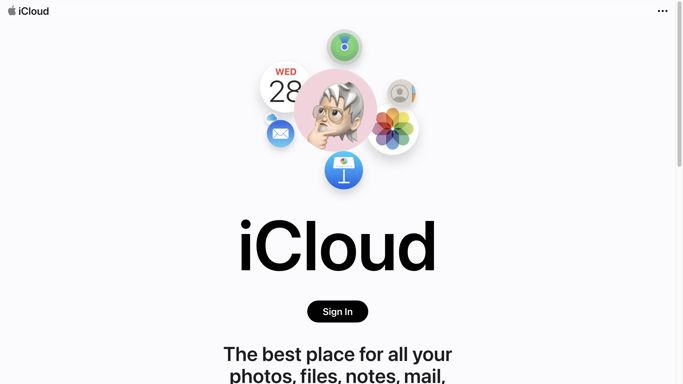 iCloud
WED
28
iCloud
Sign In
The best place for all your
photos, files, notes, mail,